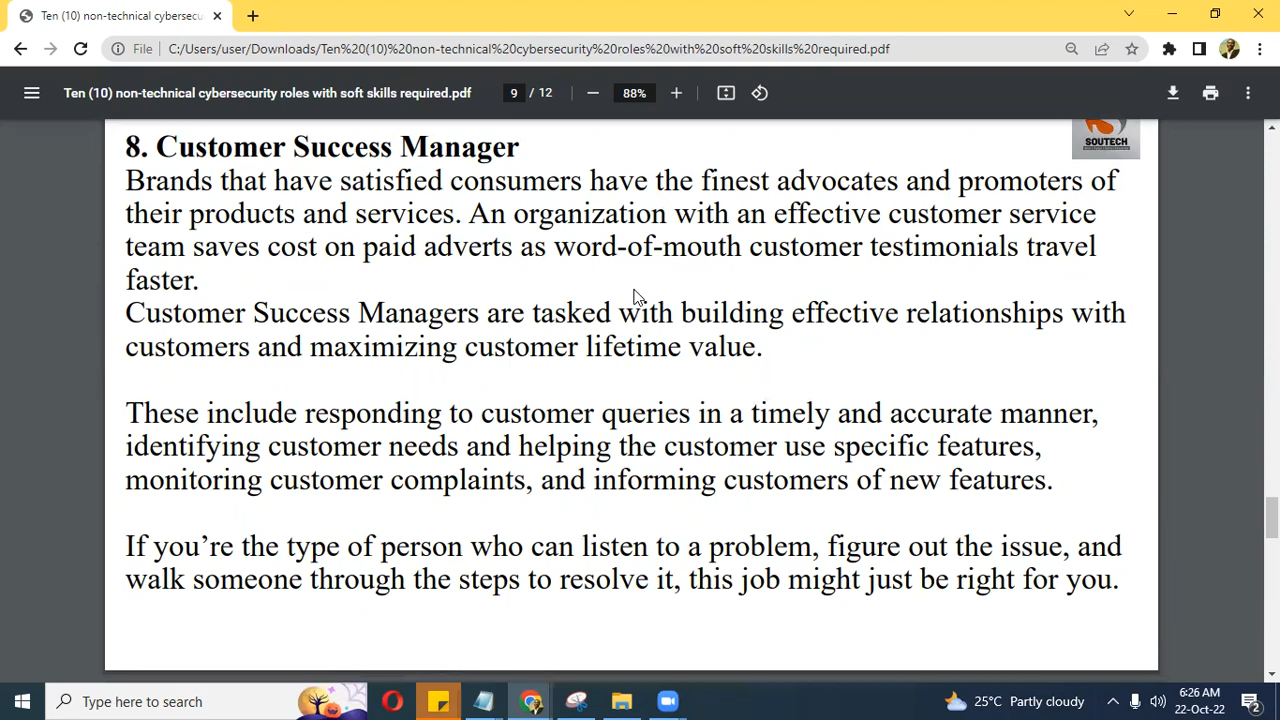 Ten (10) non-technical cybersecu
File
C:/Users/user/Downloads/Ten%20(10)%20non-technical%20cybersecurity%20roles%20with%20soft%20skills%20required.pdf
Ten (10) non-technical cybersecurity roles with soft skills required.pdf
9 / 12
88%
SOUTECH
8. Customer Success Manager
Brands that have satisfied consumers have the finest advocates and promoters of
their products and services. An organization with an effective customer service
team saves cost on paid adverts as word-of-mouth customer testimonials travel
faster.
Customer Success Managers are tasked with building effective relationships with
customers and maximizing customer lifetime value.
These include responding to customer queries in a timely and accurate manner,
identifying customer needs and helping the customer use specific features,
monitoring customer complaints, and informing customers of new features.
If you’re the type of person who can listen to a problem, figure out the issue, and
walk someone through the steps to resolve it, this job might just be right for you.
Type here to search
25°C Partly cloudy
6:26 AM
22-Oct-22
2